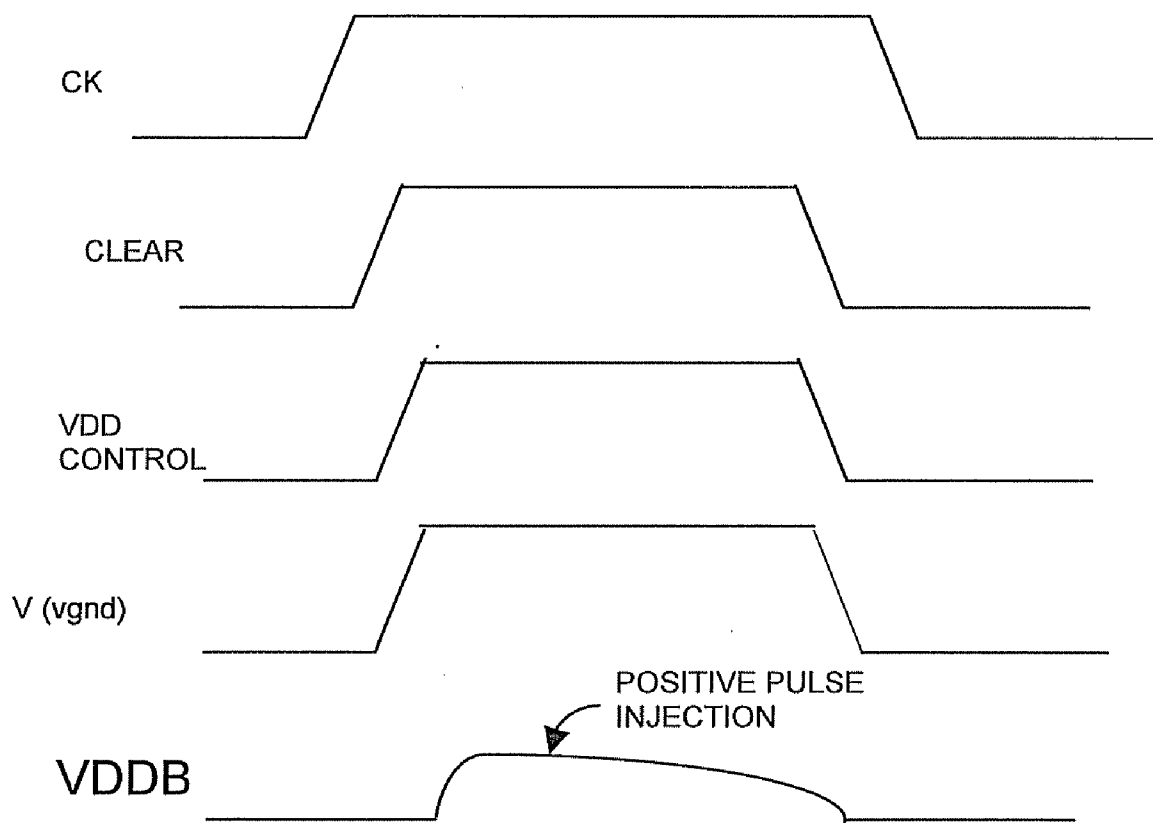 CK
CLEAR
VDD
CONTROL
V (vgnd)
POSITIVE PULSE
INJECTION
VDDB